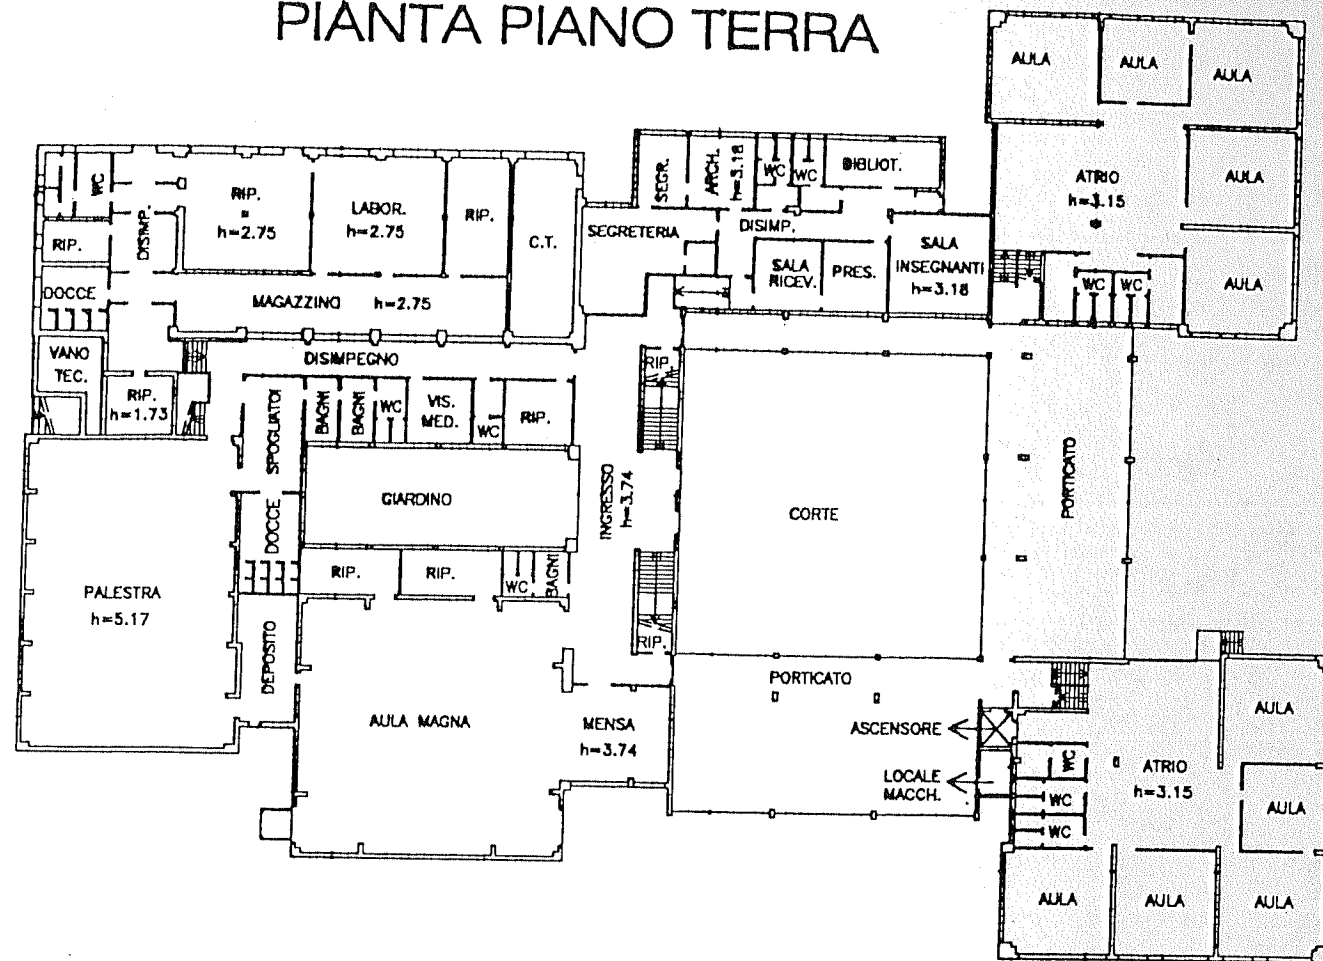 PIANTA PIANO TERRA
AULA
AULA
AULA
ATRIO
h=3.15
AULA
AULA
WC
WC
WC
RIP.
h=2.75
LABOR.
h=2.75
RIP.
C.T.
RIP.
DISIMP.
DOCCE
MAGAZZINO h=2.75
SEGR.
ARCH.
h=3.18
WC
WC
BIBLIOT.
SEGRETERIA
DISIMP.
SALA
RICEV.
PRES.
SALA
INSEGNANTI
h=3.18
VANO
TEC.
RIP.
h=1.73
DISIMPEGNO
SPOGLIATOI
BAGNI
BAGNI
WC
VIS.
MED.
WC
RIP.
RIP.
GIARDINO
INGRESSO
h=3.74
CORTE
PORTICATO
DOCCE
PALESTRA
h=5.17
RIP.
RIP.
WC
BAGNI
RIP.
DEPOSITO
AULA MAGNA
MENSA
h=3.74
PORTICATO
ASCENSORE
LOCALE
MACCH.
WC
WC
WC
ATRIO
h=3.15
AULA
AULA
AULA
AULA
AULA